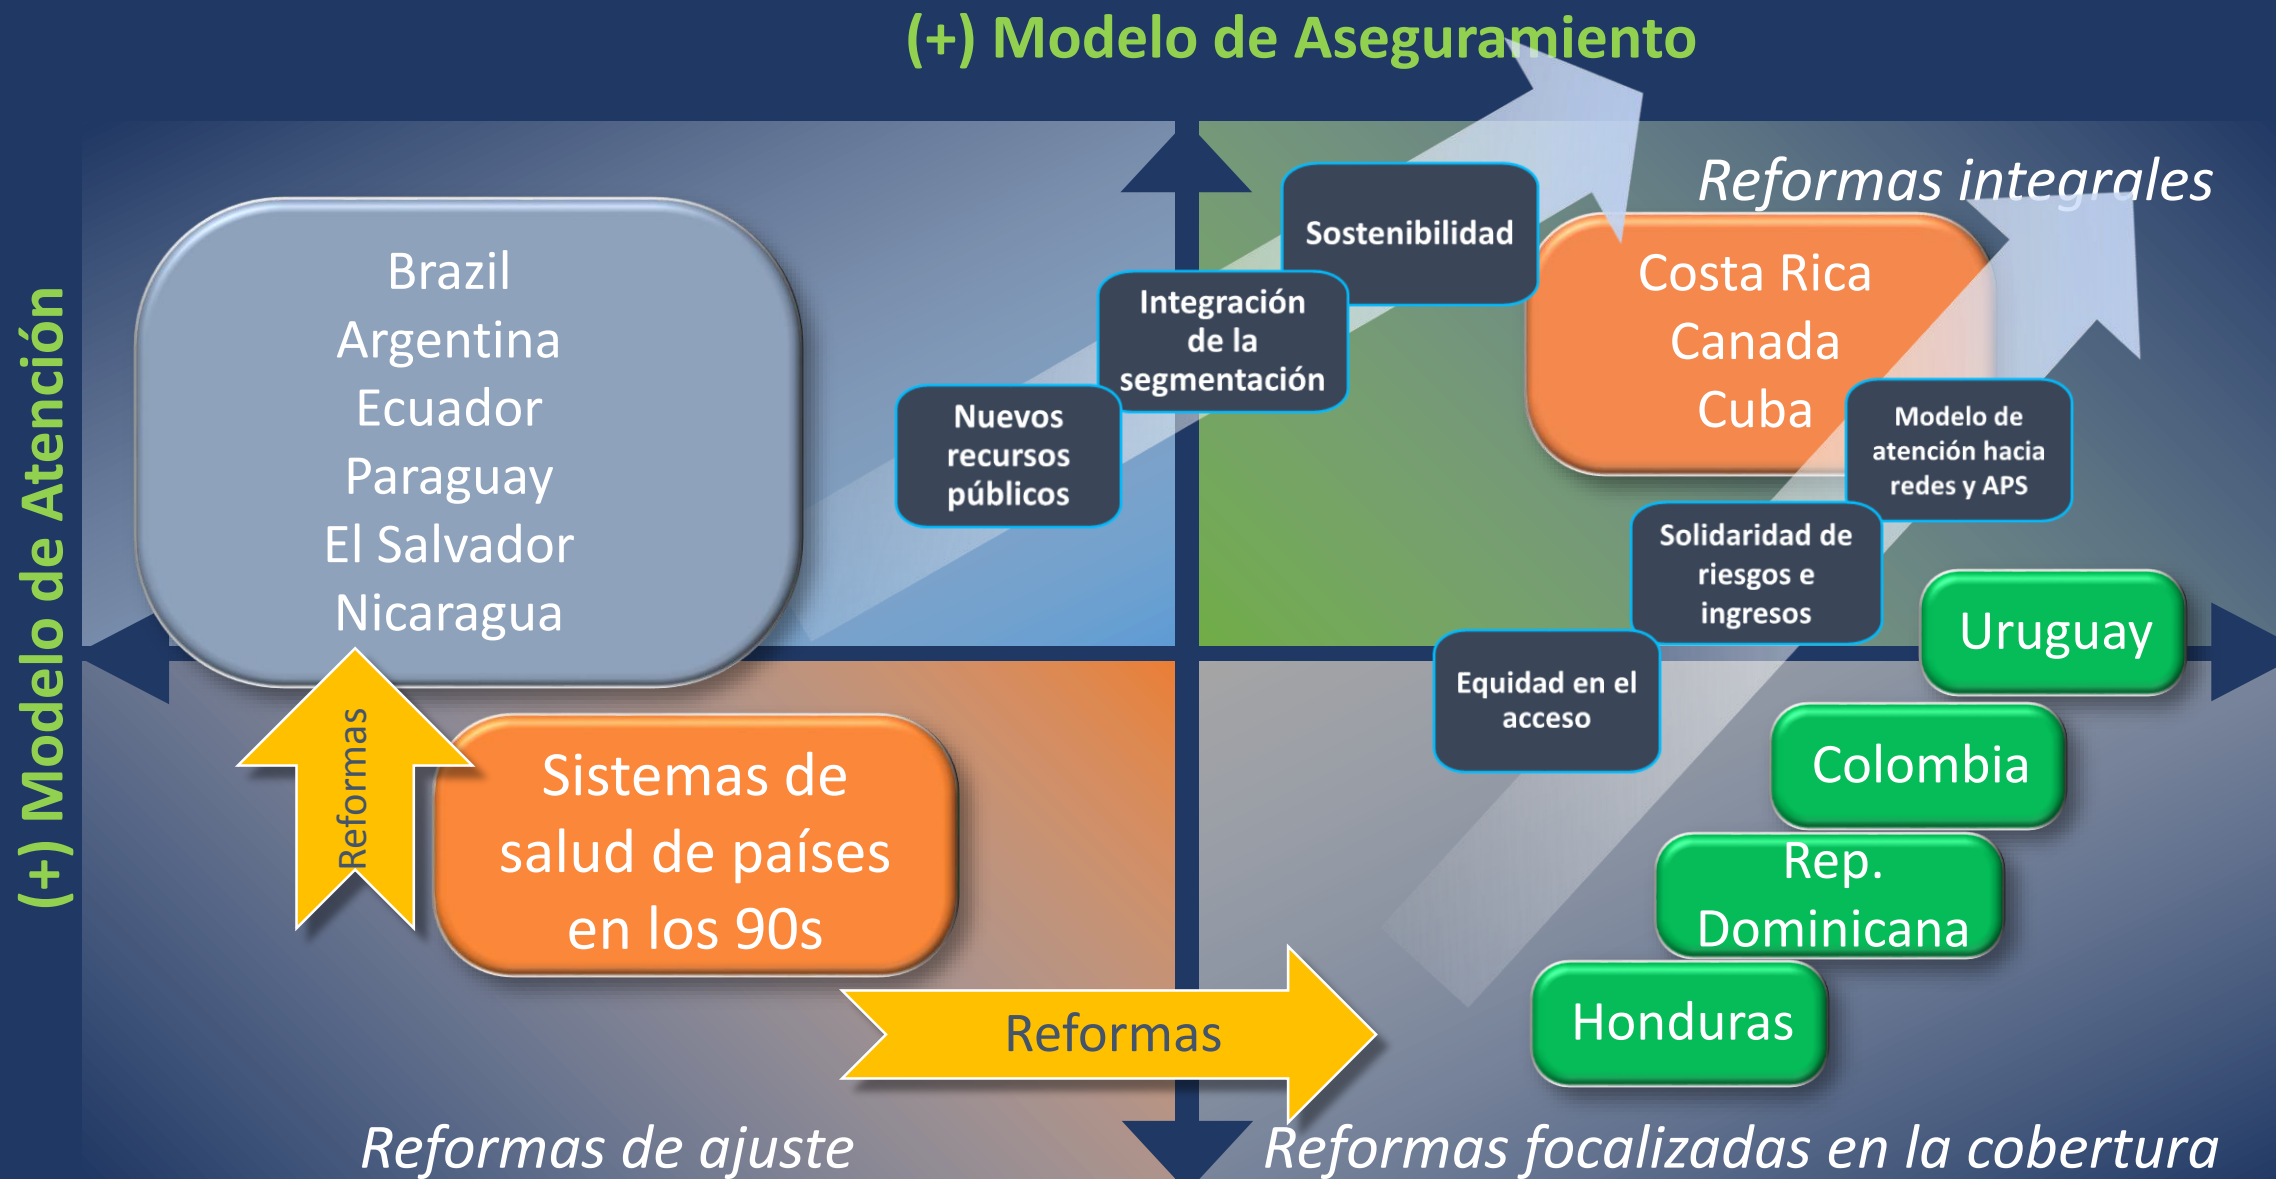 (+) Modelo de Aseguramiento
(+) Modelo de Atención
Brazil
Argentina
Ecuador
Paraguay
El Salvador
Nicaragua
Reformas integrales
Sostenibilidad
Integración
de la
segmentación
Nuevos
recursos
públicos
Costa Rica
Canada
Cuba
Modelo de
atención hacia
redes y APS
Solidaridad de
riesgos e
ingresos
Equidad en el
acceso
Uruguay
Colombia
Rep.
Dominicana
Honduras
Reformas
Sistemas de
salud de países
en los 90s
Reformas
Reformas de ajuste
Reformas focalizadas en la cobertura